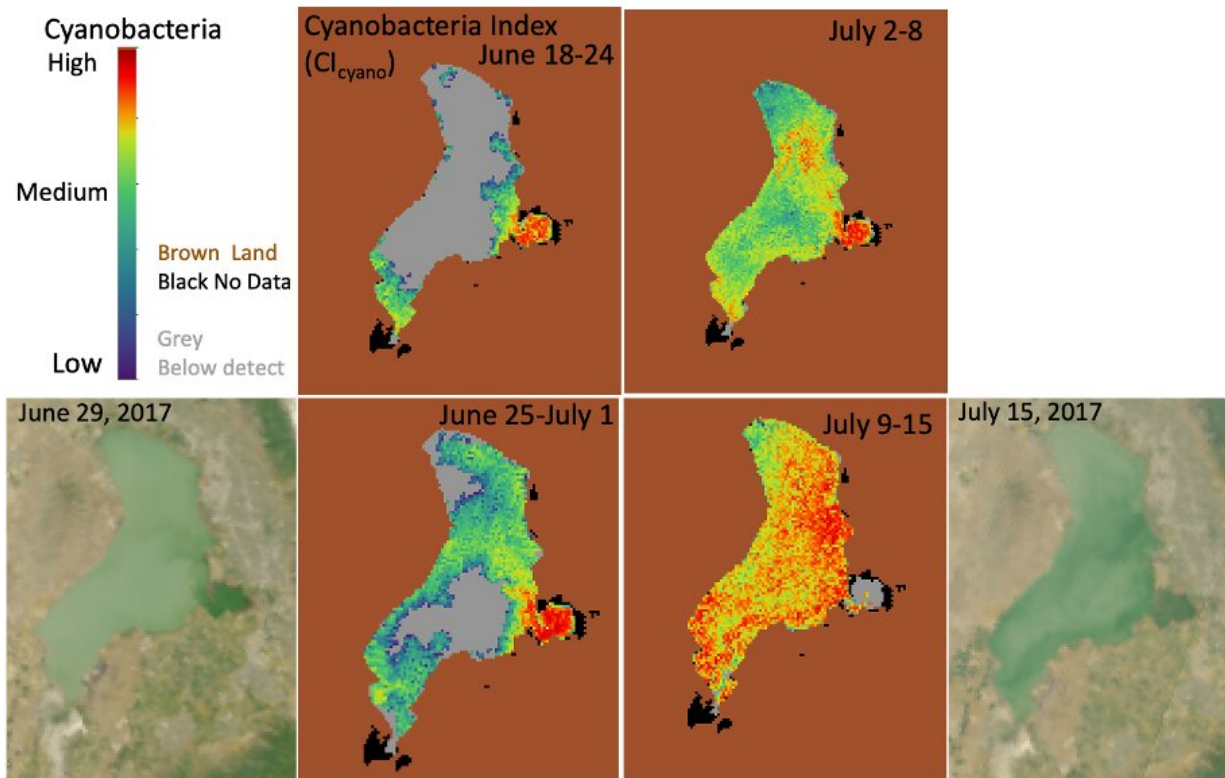 Cyanobacteria
High
Medium
Low
Brown Land
Black No Data
Grey
Below detect
Cyanobacteria Index
(CIcyano)
June 18-24
July 2-8
June 29, 2017
June 25-July 1
July 9-15
July 15, 2017